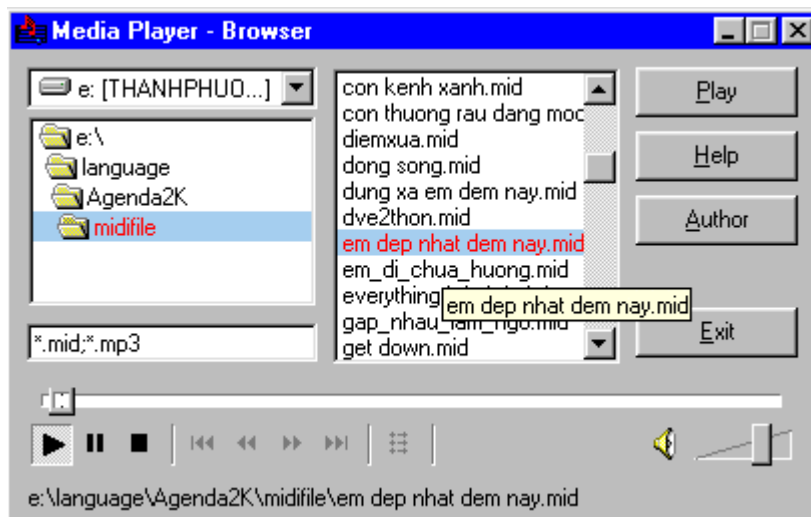 Media Player - Browser
e: [THANHPHUO...]
e:\
language
Agenda2K
midifile
*.mid;*.mp3
con kenh xanh.mid
con thuong rau dang moc
diemxua.mid
dong song.mid
dung xa em dem nay.mid
dve2thon.mid
em dep nhat dem nay.mid
em_di_chua_huong.mid
everything
em dep nhat dem nay.mid
gap_nhau_lam_ngo.mid
get down.mid
Play
Help
Author
Exit
e:\language\Agenda2K\midifile\em dep nhat dem nay.mid